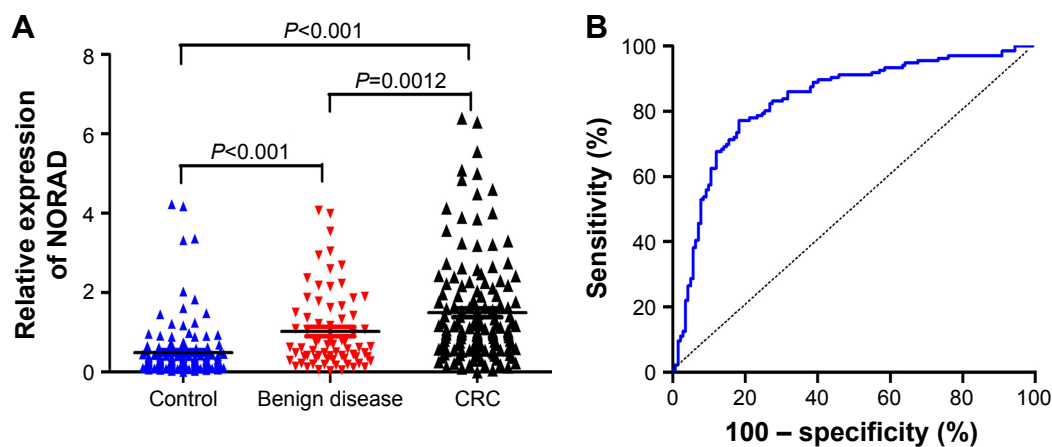 A
P<0.001
P=0.0012
P<0.001
Relative expression
of NORAD
8
6
4
2
0
Control
Benign disease
CRC
B
Sensitivity (%)
100
80
60
40
20
0
0
20
40
60
80
100
100 – specificity (%)